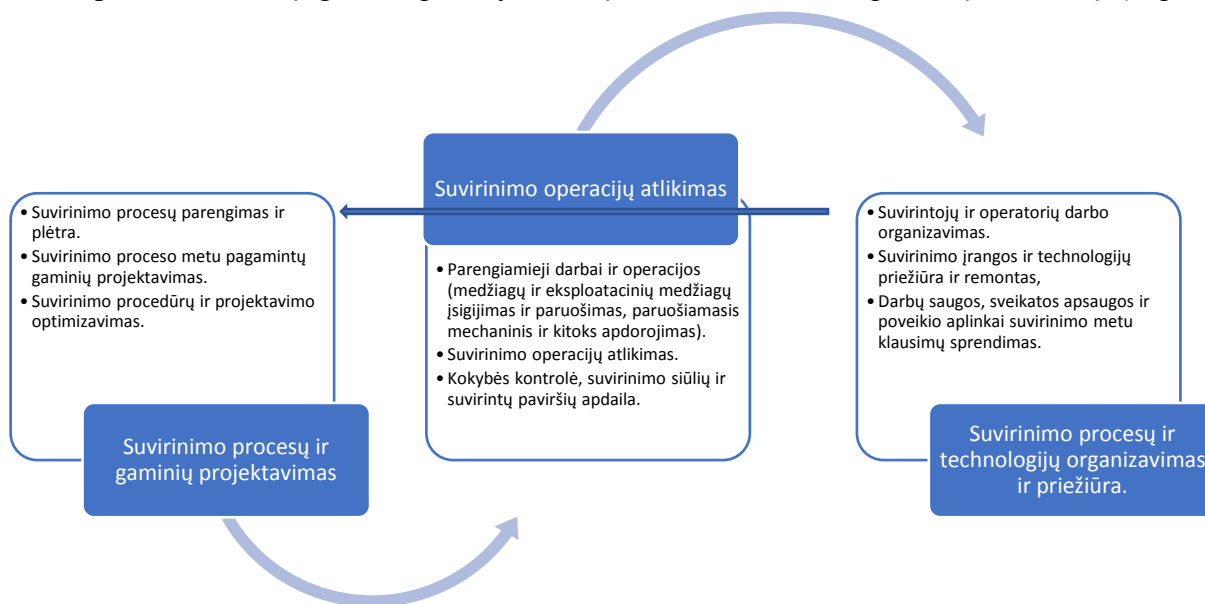 Suvirinimo operacijų atlikimas
• Suvirinimo procesų parengimas ir
plėtra.
• Suvirinimo proceso metu pagamintų
gaminių projektavimas.
• Suvirinimo procedūrų ir projektavimo
optimizavimas.
Suvirinimo procesų ir
gaminių projektavimas
• Parengiamieji darbai ir operacijos
(medžiagų ir eksploatacinių medžiagų
įsigijimas ir paruošimas, paruošiamasis
mechaninis ir kitoks apdorojimas).
• Suvirinimo operacijų atlikimas.
• Kokybės kontrolė, suvirinimo siūlių ir
suvirintų paviršių apdaila.
• Suvirintojų ir operatorių darbo
organizavimas.
• Suvirinimo įrangos ir technologijų
priežiūra ir remontas,
• Darbų saugos, sveikatos apsaugos ir
poveikio aplinkai suvirinimo metu
klausimų sprendimas.
Suvirinimo procesų ir
technologijų organizavimas
ir priežiūra.